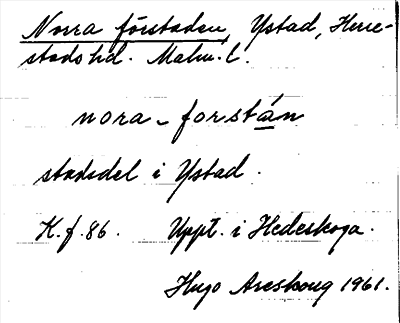 Norra förstaden, Ystad, Herre-
stads hd. Malm. L.
nora - forstán
stadsdel i Ystad.
K.f. 86. Uppt. i Hedeskoga.
Hugo Areskoug 1961.